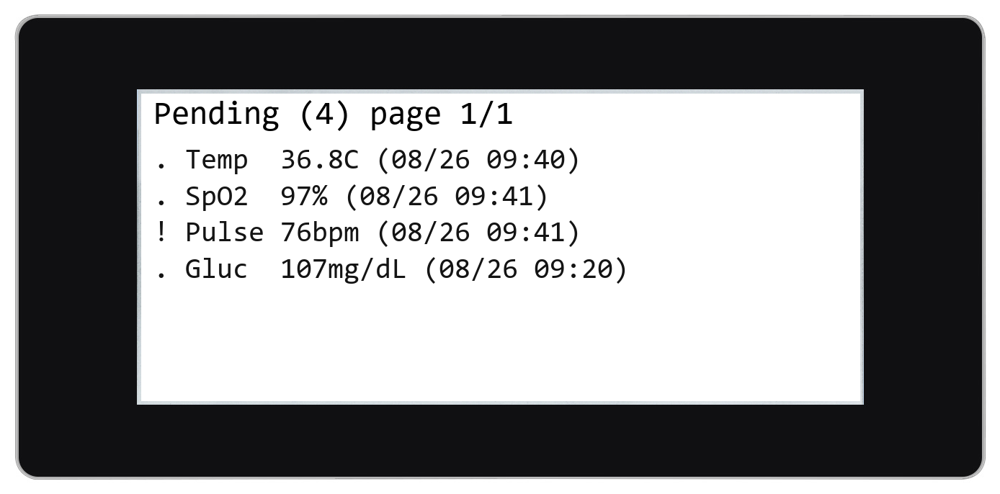 Pending (4) page 1/1
. Temp  36.8C (08/26 09:40)
. SpO2  97% (08/26 09:41)
! Pulse 76bpm (08/26 09:41)
. Gluc  107mg/dL (08/26 09:20)